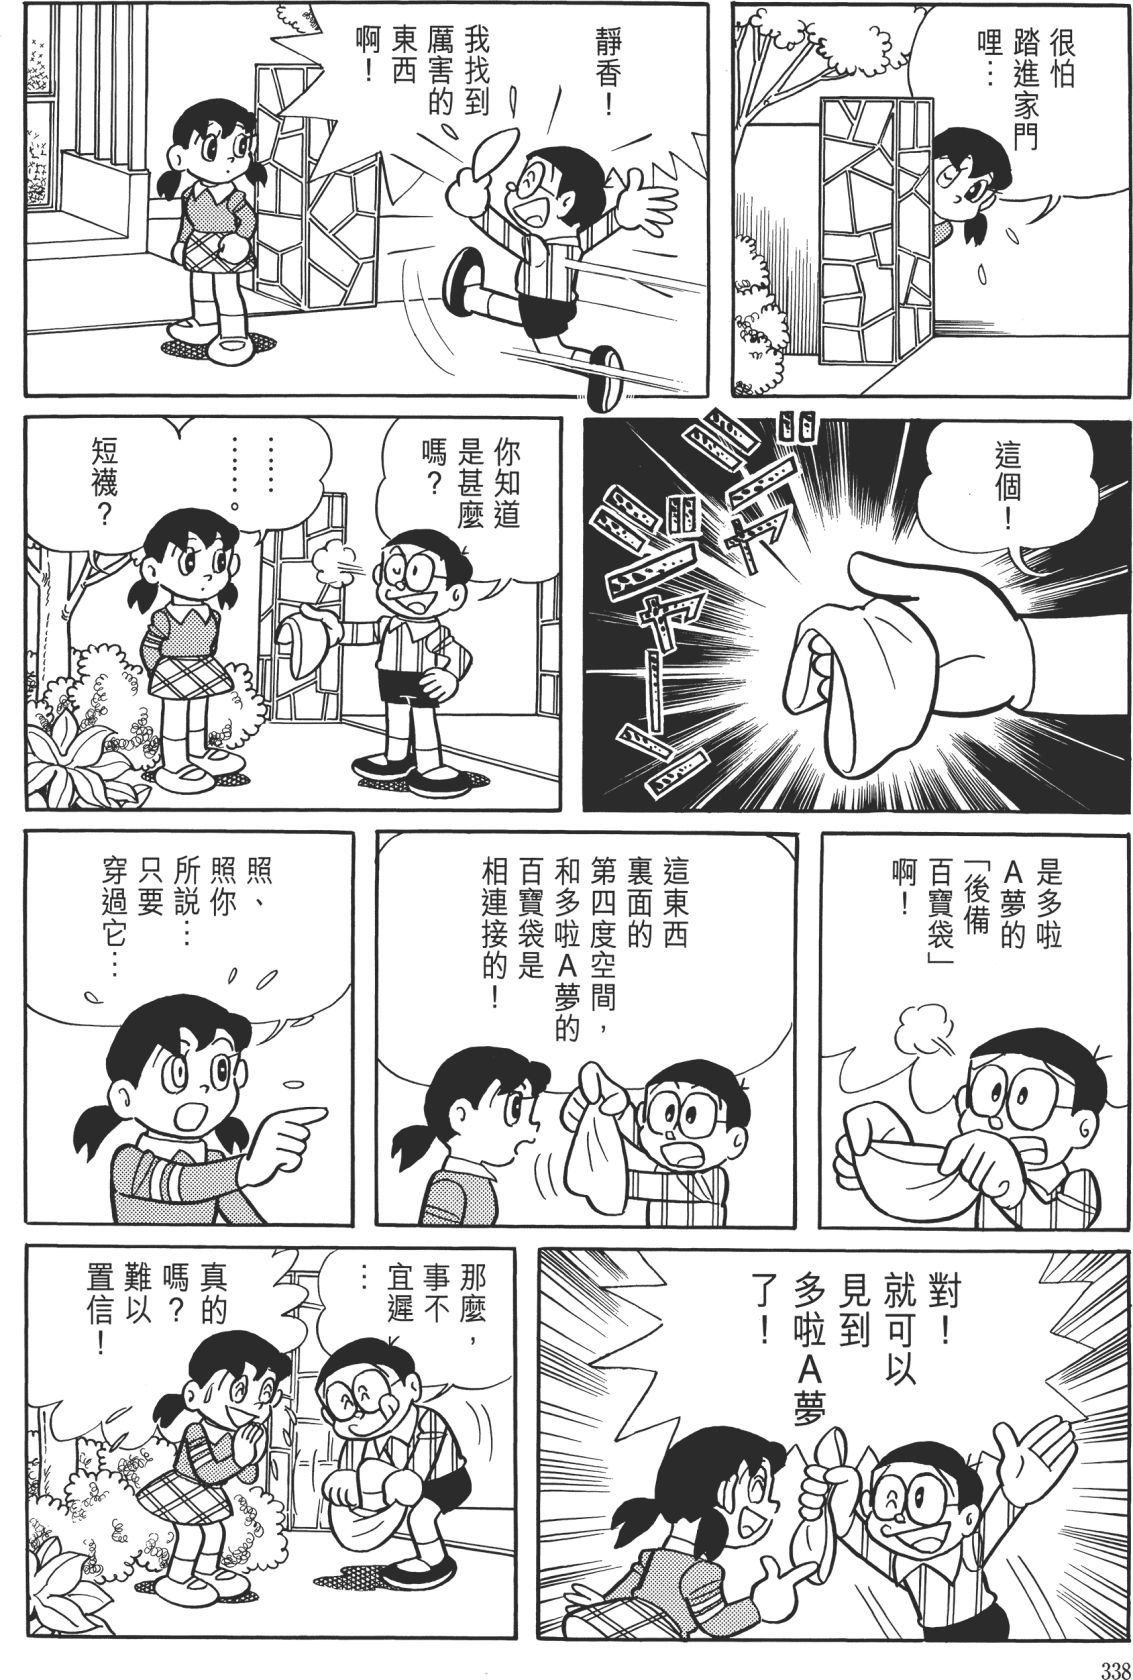 很怕
踏進家門
哩…
靜香！
我找到
厲害的
東西
啊！
這個！
你知道
是甚麼
嗎？
……
……。
短襪？
是多啦
A夢的
「後備
百寶袋」
啊！
這東西
裏面的
第四度空間，
和多啦A夢的
百寶袋是
相連接的！
照、
照你
所説…
只要
穿過它…
對！
就可以
見到
多啦A夢
了！
那麼，
事不
宜遲
…
真的
嗎？
難以
置信！
338